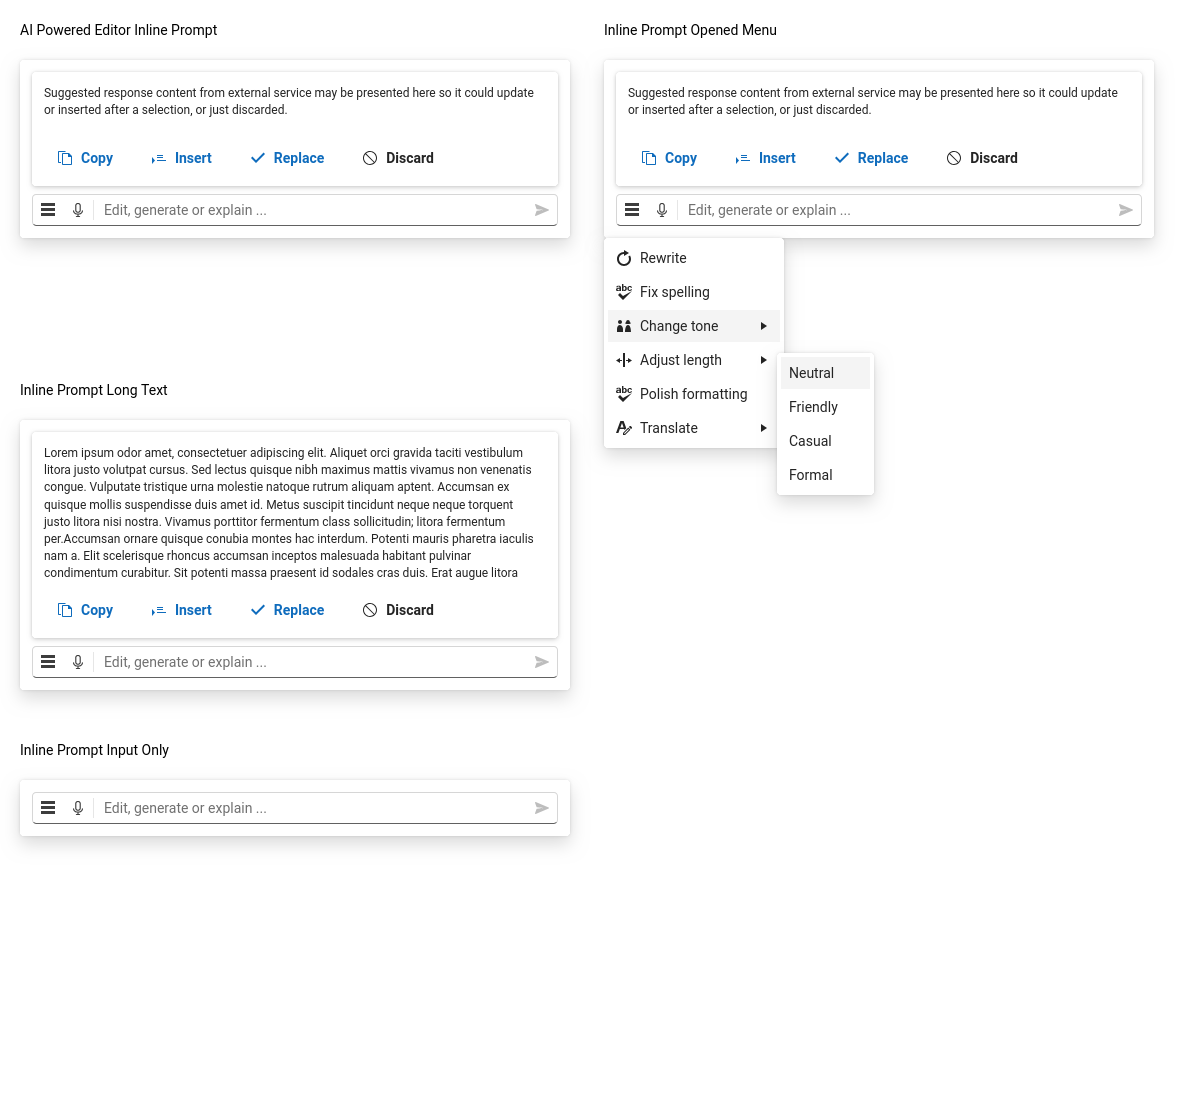 AI Powered Editor Inline Prompt
Suggested response content from external service may be presented here so it could update
or inserted after a selection, or just discarded.
Copy Insert Replace Discard
Edit, generate or explain ...
Inline Prompt Opened Menu
Suggested response content from external service may be presented here so it could update
or inserted after a selection, or just discarded.
Copy Insert Replace Discard
Edit, generate or explain ...
Rewrite
abc Fix spelling
Change tone
Adjust length
abc Polish formatting
Translate
Neutral
Friendly
Casual
Formal
Inline Prompt Long Text
Lorem ipsum odor amet, consectetuer adipiscing elit. Aliquet orci gravida taciti vestibulum
litora justo volutpat cursus. Sed lectus quisque nibh maximus mattis vivamus non venenatis
congue. Vulputate tristique urna molestie natoque rutrum aliquam aptent. Accumsan ex
quisque mollis suspendisse duis amet id. Metus suscipit tincidunt neque neque torquent
justo litora nisi nostra. Vivamus porttitor fermentum class sollicitudin; litora fermentum
per.Accumsan ornare quisque conubia montes hac interdum. Potenti mauris pharetra iaculis
nam a. Elit scelerisque rhoncus accumsan inceptos malesuada habitant pulvinar
condimentum curabitur. Sit potenti massa praesent id sodales cras duis. Erat augue litora
Copy Insert Replace Discard
Edit, generate or explain ...
Inline Prompt Input Only
Edit, generate or explain ...